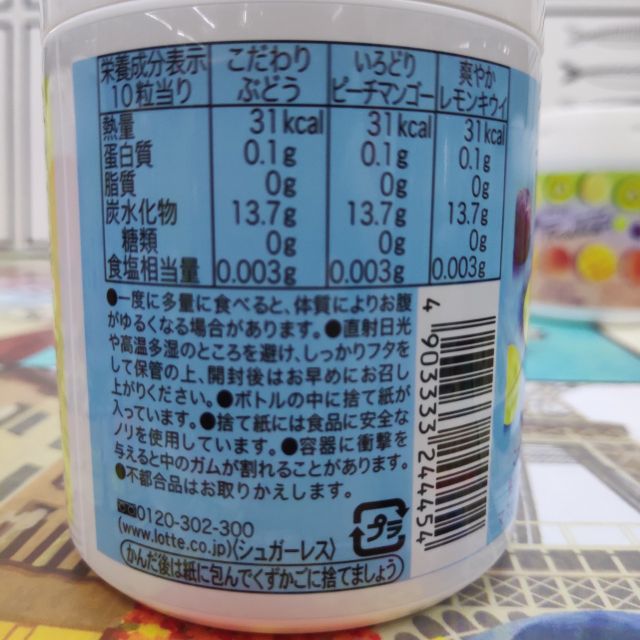 栄養成分表示 10粒当り こだわり ぶどう いろどり ピーチマンゴー 爽やか レモンキウイ
熱量 31kcal 31kcal 31kcal
蛋白質 0.1g 0.1g 0.1g
脂質 0g 0g 0g
炭水化物 13.7g 13.7g 13.7g
糖類 0g 0g 0g
食塩相当量 0.003g 0.003g 0.003g
●一度に多量に食べると、体質によりお腹
がゆるくなる場合があります。●直射日光
や高温多湿のところを避け、しっかりフタを
して保管の上、開封後はお早めにお召し
上がりください。●ボトルの中に捨て紙が
入っています。●捨て紙には食品に安全な
ノリを使用しています。●容器に衝撃を
与えると中のガムが割れることがあります。
●不都合品はお取りかえします。
0120-302-300
(www.lotte.co.jp)(シュガーレス)
プラ
かんだ後は紙に包んでくずかごに捨てましょう
4 903333 244454